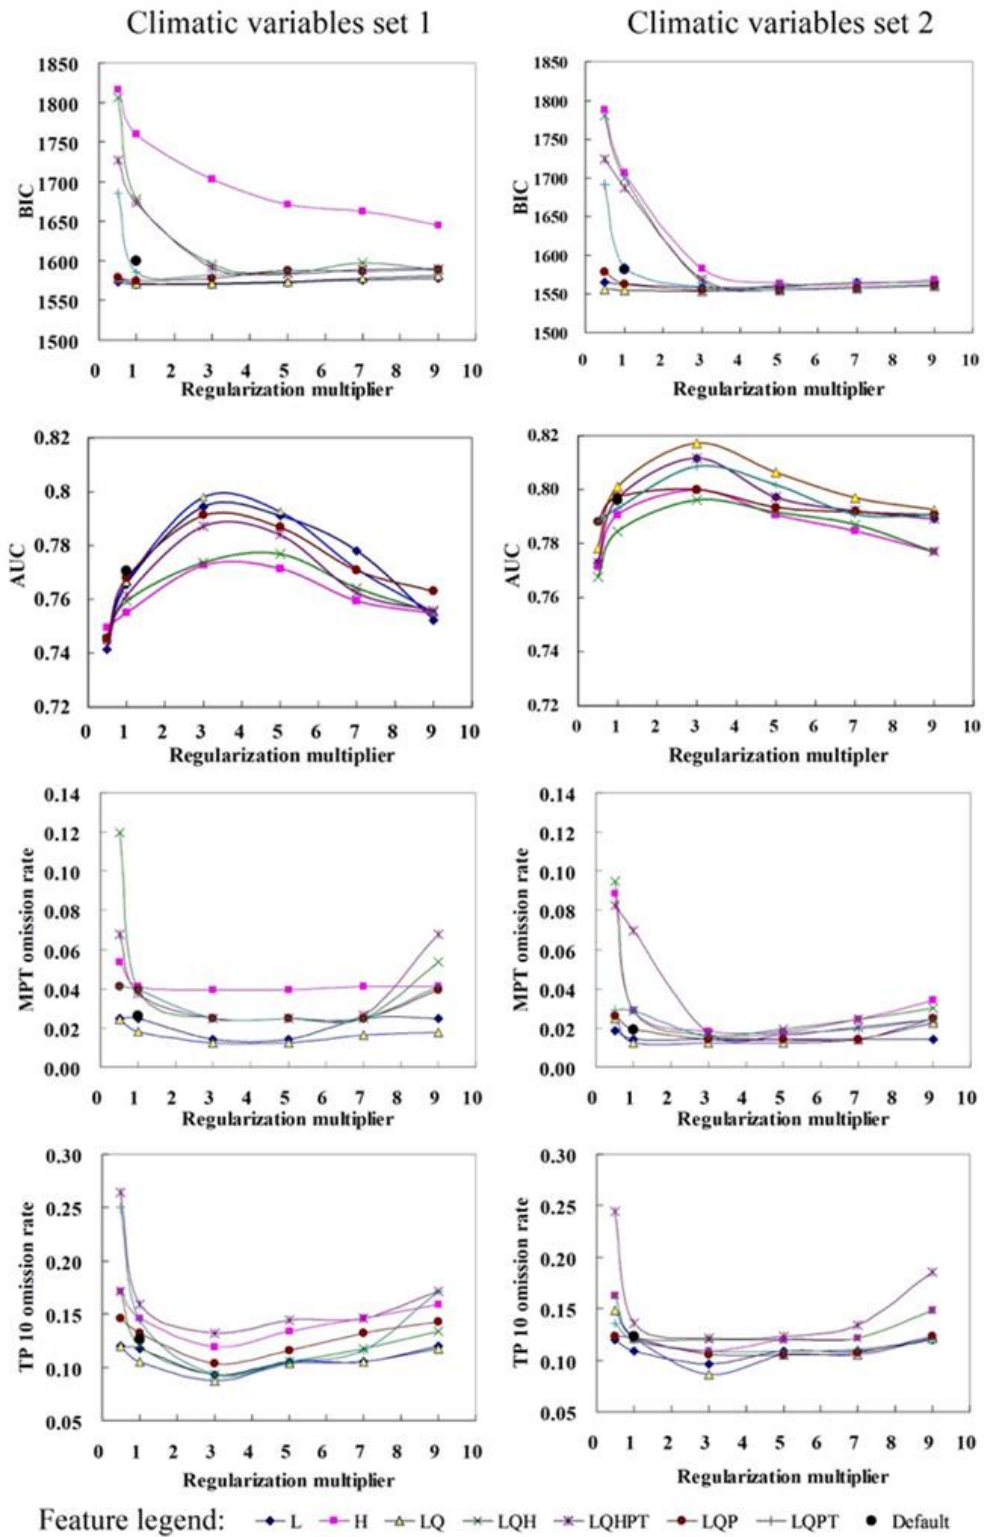 Climatic variables set 1
Climatic variables set 2
1850
1800
1750
1700
1650
1600
1550
1500
BIC
0 1 2 3 4 5 6 7 8 9 10
Regularization multiplier
1850
1800
1750
1700
1650
1600
1550
1500
BIC
0 1 2 3 4 5 6 7 8 9 10
Regularization multiplier
0.82
0.8
0.78
0.76
0.74
0.72
AUC
0 1 2 3 4 5 6 7 8 9 10
Regularization multiplier
0.82
0.80
0.78
0.76
0.74
0.72
AUC
0 1 2 3 4 5 6 7 8 9 10
Regularization multipler
0.14
0.12
0.10
0.08
0.06
0.04
0.02
0.00
MPT omission rate
0 1 2 3 4 5 6 7 8 9 10
Regularization multiplier
0.14
0.12
0.10
0.08
0.06
0.04
0.02
0.00
MPT omission rate
0 1 2 3 4 5 6 7 8 9 10
Regularization multiplier
0.30
0.25
0.20
0.15
0.10
0.05
TP 10 omission rate
0 1 2 3 4 5 6 7 8 9 10
Regularization multiplier
0.30
0.25
0.20
0.15
0.10
0.05
TP 10 omission rate
0 1 2 3 4 5 6 7 8 9 10
Regularization multiplier
Feature legend: L H LQ LQH LQHPT LQP LQPT Default